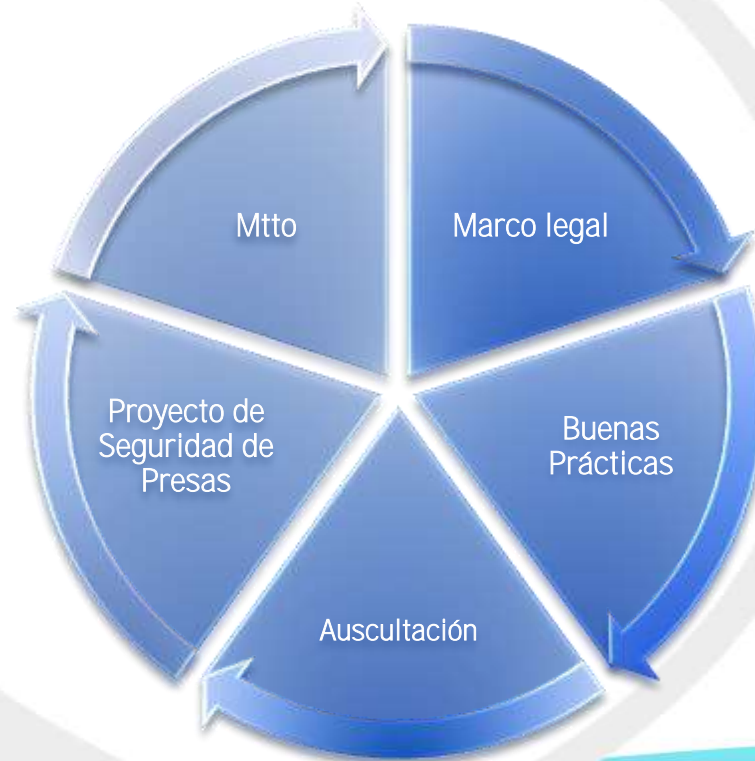 Mtto
Marco legal
Buenas
Prácticas
Auscultación
Proyecto de
Seguridad de
Presas